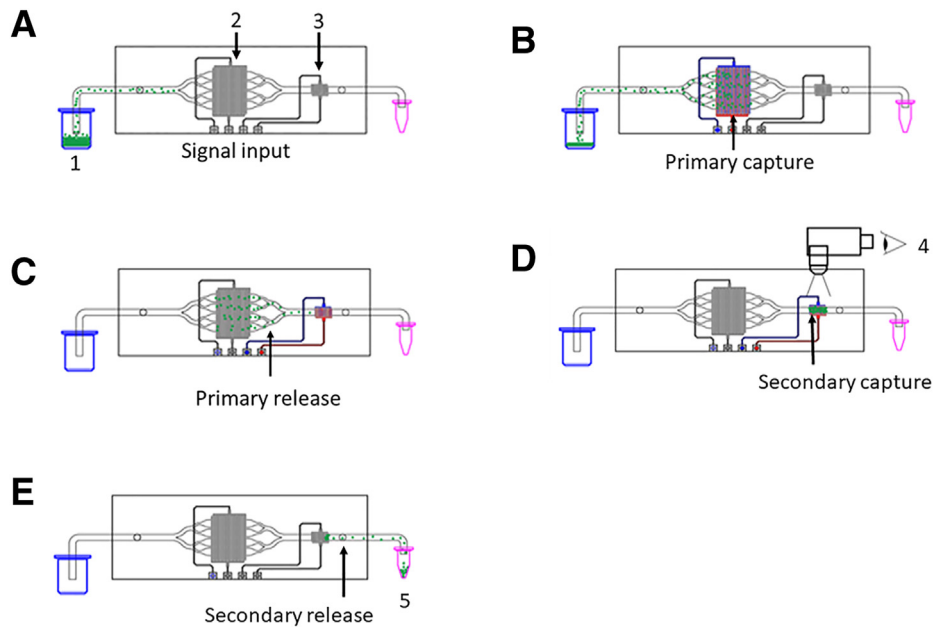 A
2
3
1
Signal input
B
Primary capture
C
Primary release
D
4
Secondary capture
E
Secondary release
5